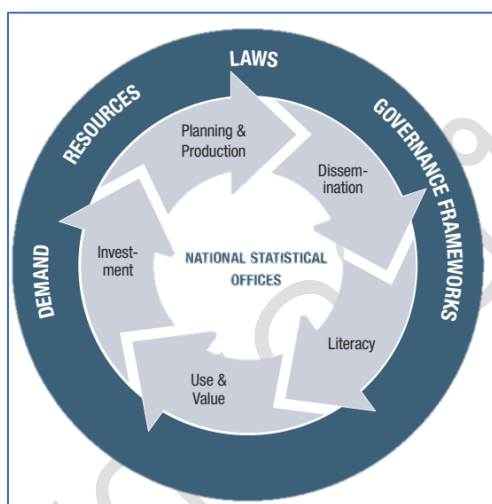 LAWS
RESOURCES
GOVERNANCE FRAMEWORKS
DEMAND
Planning &
Production
Dissem-
ination
Invest-
ment
NATIONAL STATISTICAL
OFFICES
Literacy
Use &
Value